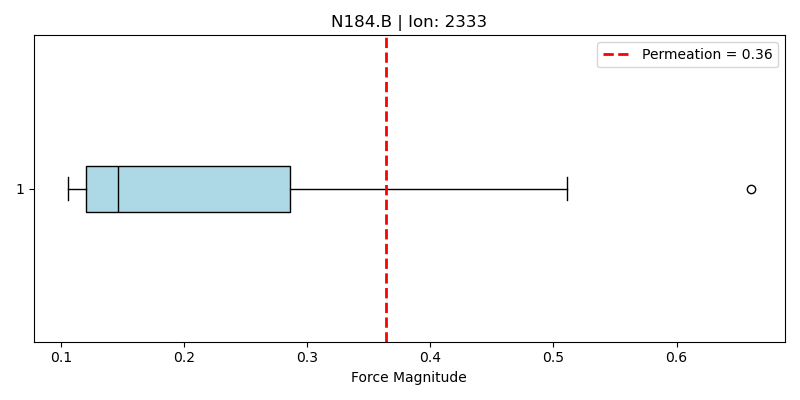 N184.B | Ion: 2333
Permeation = 0.36
1
0.1 0.2 0.3 0.4 0.5 0.6
Force Magnitude